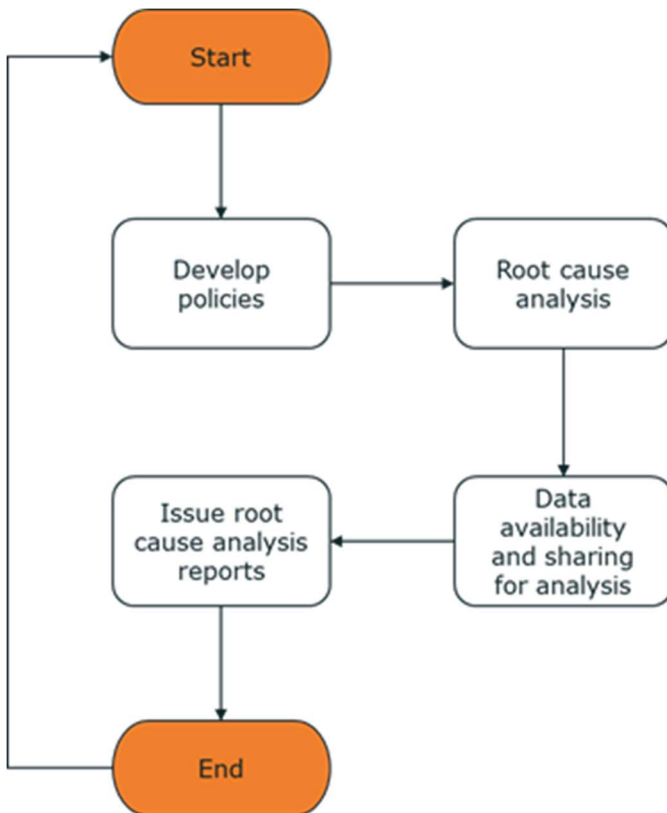 Start
Develop
policies
Root cause
analysis
Data
availability
and sharing
for analysis
Issue root
cause analysis
reports
End